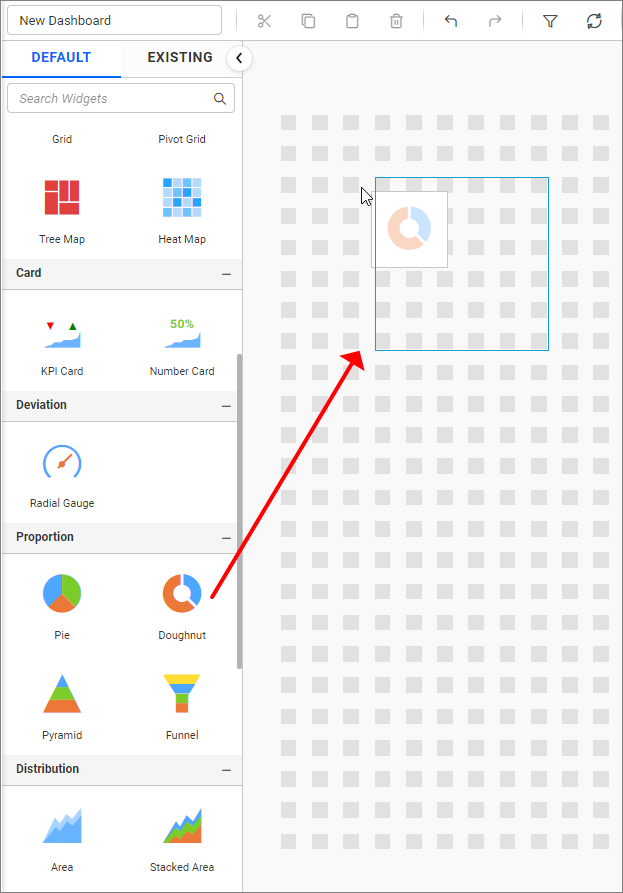 New Dashboard
DEFAULT EXISTING
Search Widgets
Grid Pivot Grid
Tree Map Heat Map
Card
50%
KPI Card Number Card
Deviation
Radial Gauge
Proportion
Pie Doughnut
Pyramid Funnel
Distribution
Area Stacked Area